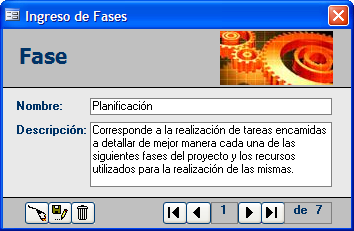 Ingreso de Fases
Fase
Nombre: Planificación
Descripción: Corresponde a la realización de tareas encamidas
a detallar de mejor manera cada una de las
siguientes fases del proyecto y los recursos
utilizados para la realización de las mismas.
1 de 7